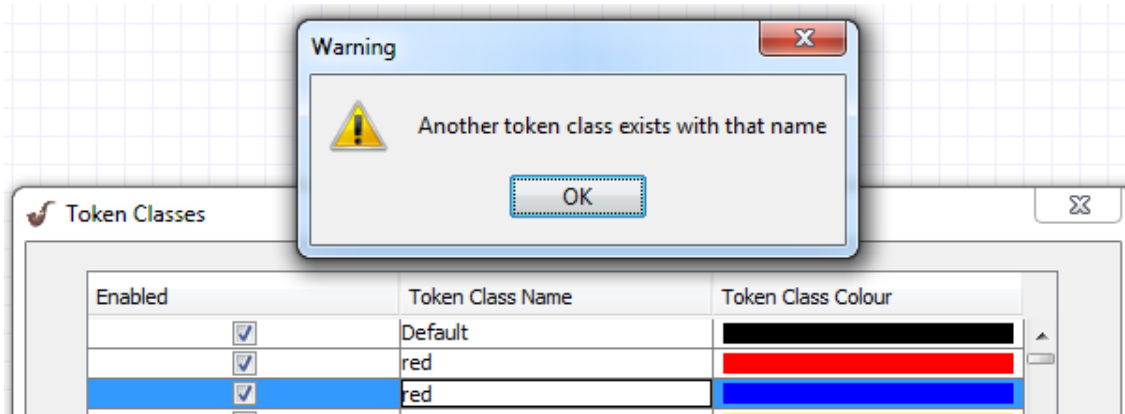 Warning
Another token class exists with that name
OK
Token Classes
Enabled Token Class Name Token Class Colour
Default
red
red